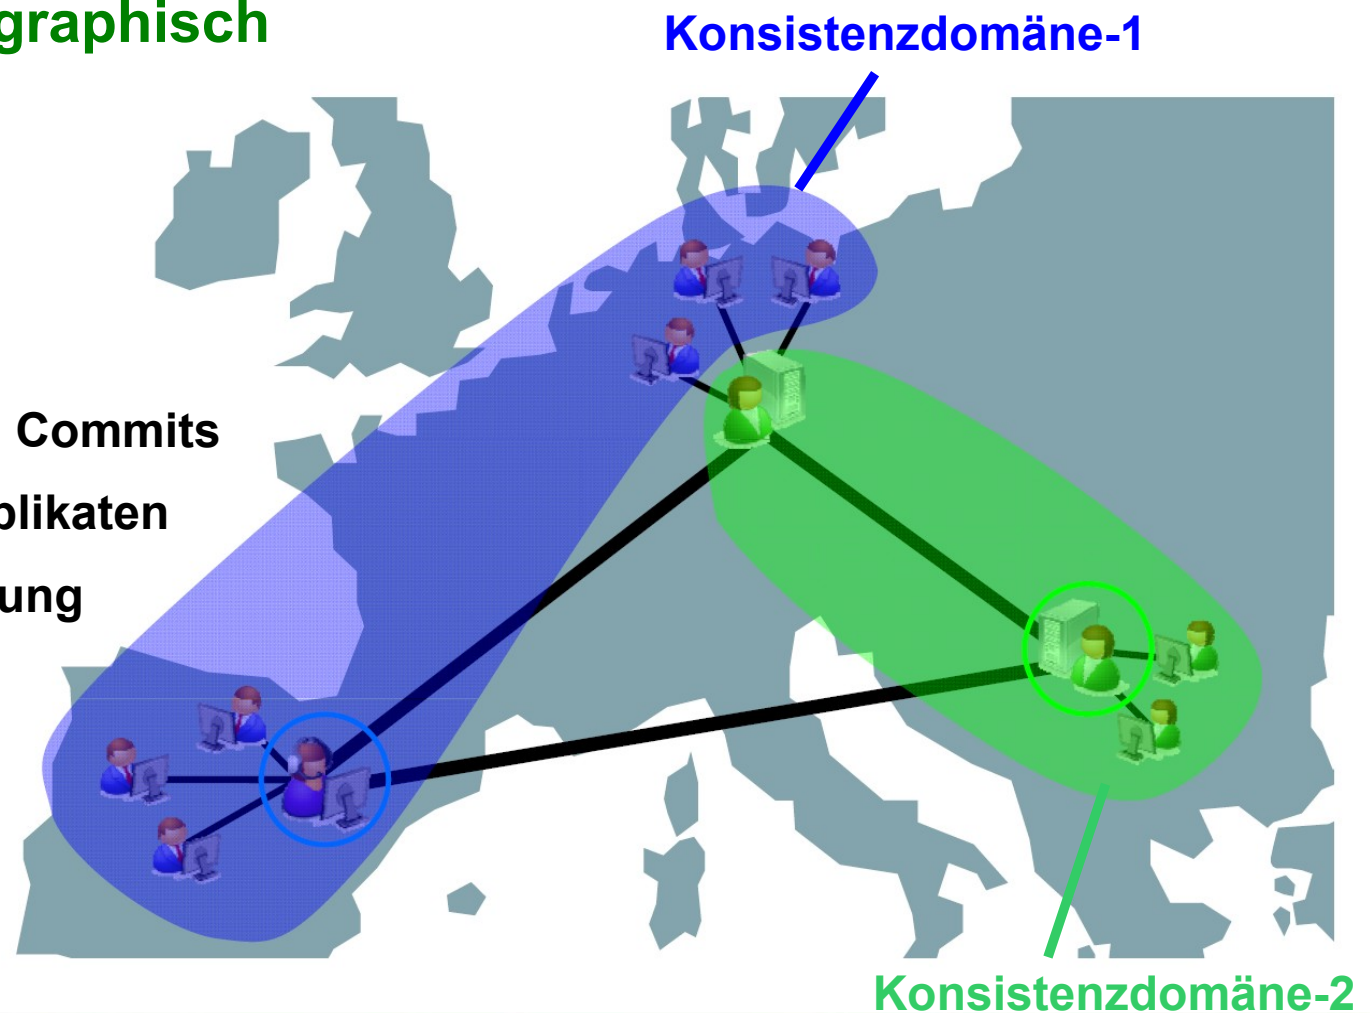 graphisch
Konsistenzdomäne-1
Commits
plikaten
ung
Konsistenzdomäne-2